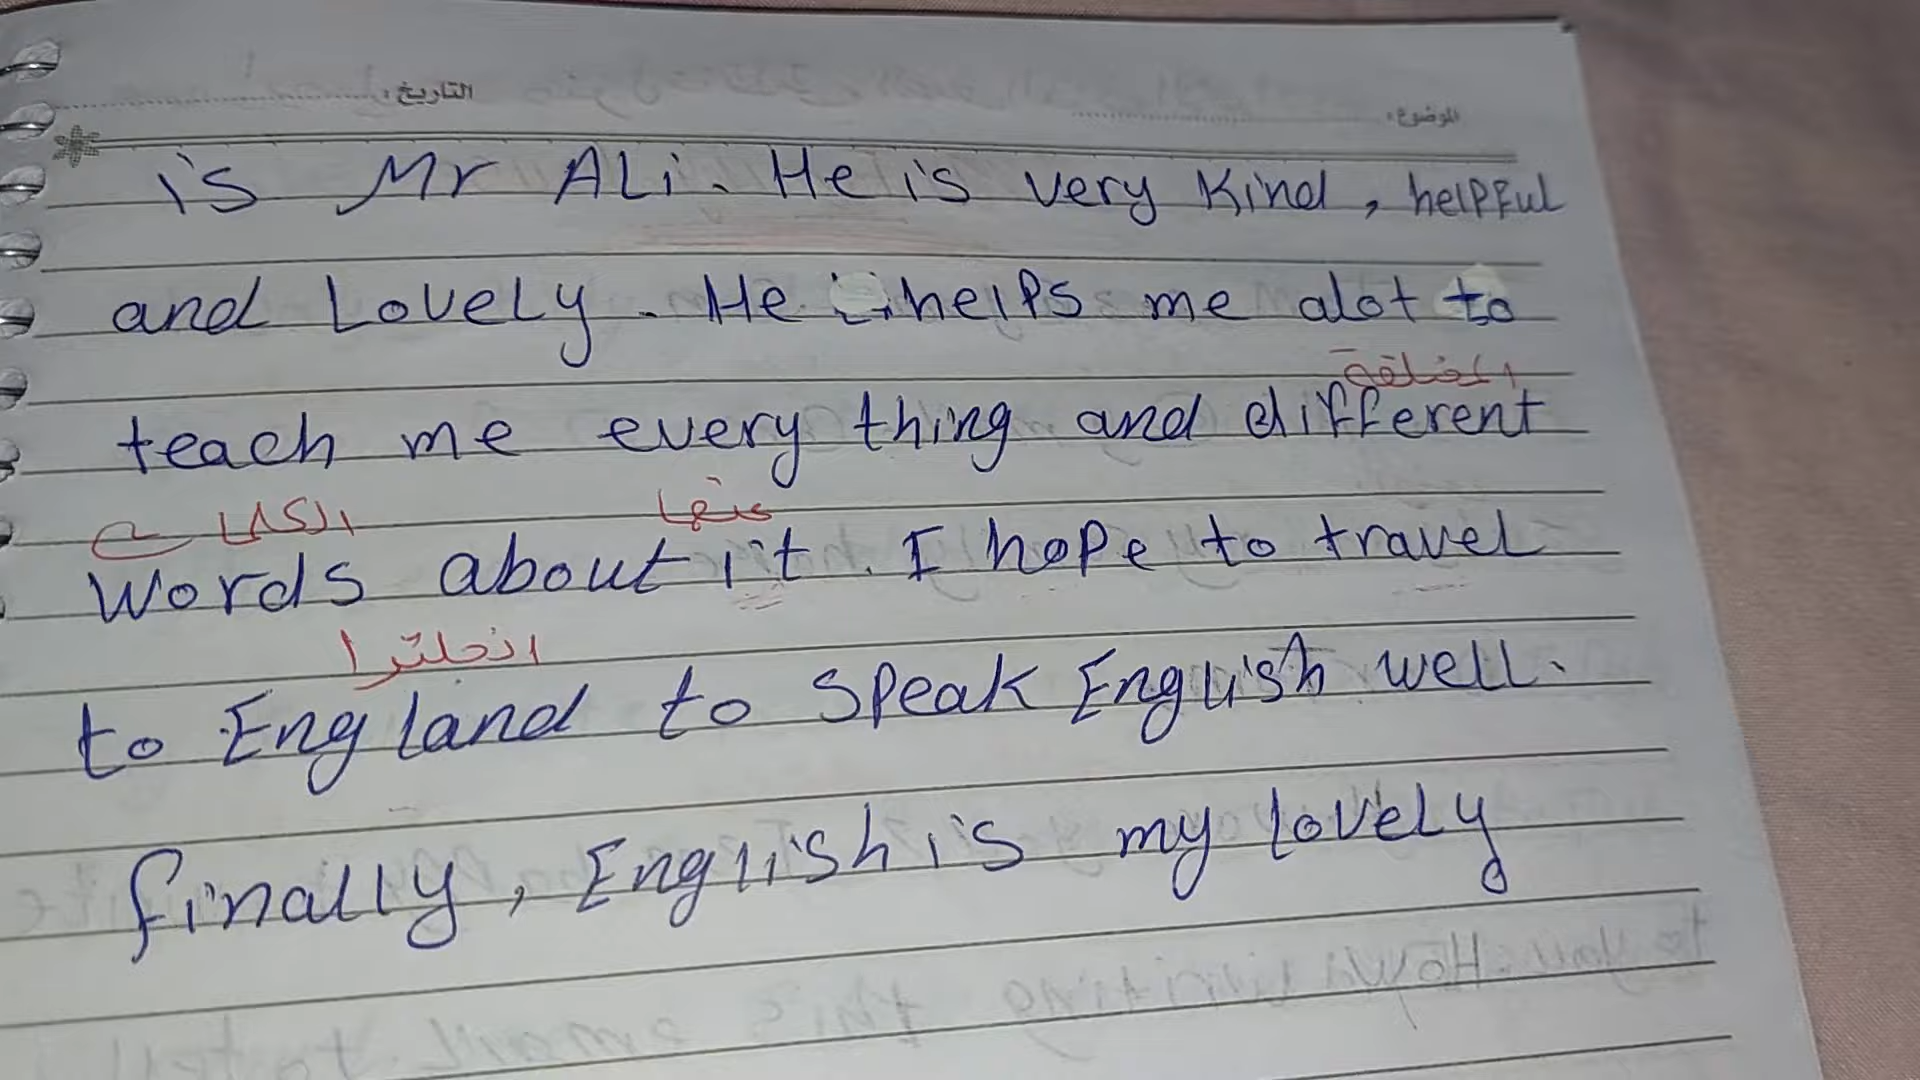 الموضوع: التاريخ:
is Mr ALi. He is very kind, helpful
and Lovely. He helps me alot to
المختلفة
teach me every thing and different
الكلمات عنها
words about it. I hope to travel
انجلترا
to England to speak English well.
finally, English is my lovely